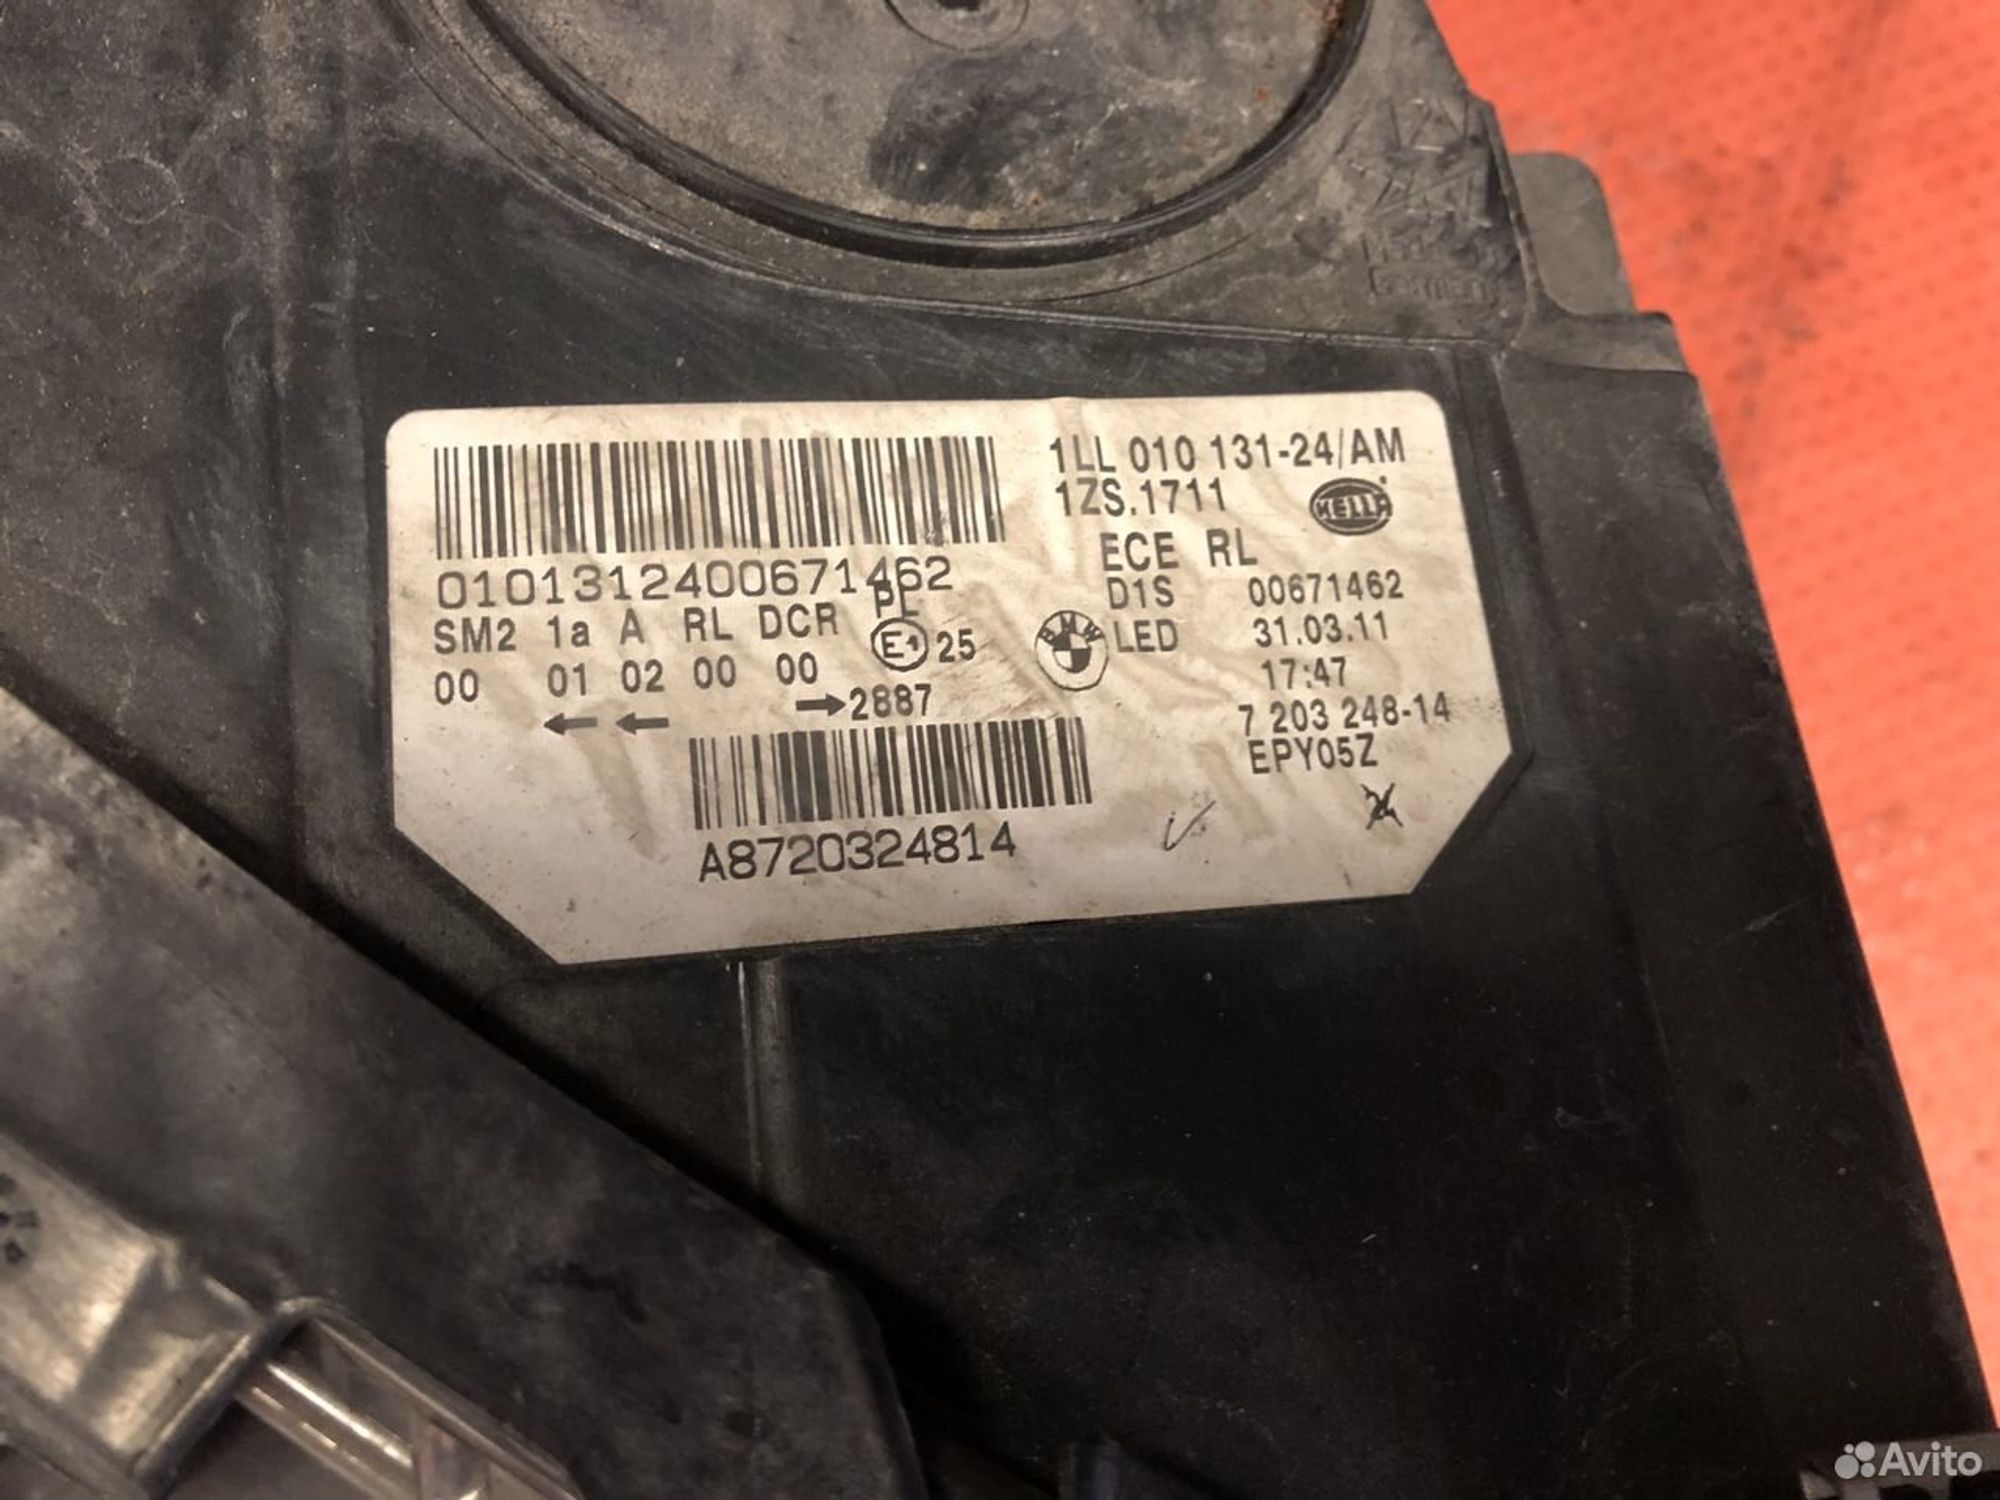 1LL 010 131-24/AM
1ZS.1711
HELLA
ECE RL
0101312400671462
D1S 00671462
PL
SM2 1a A RL DCR
E1 25
BMW
LED 31.03.11
00 01 02 00 00
17:47
→2887
← ←
7 203 248-14
EPY05Z
A8720324814
Avito